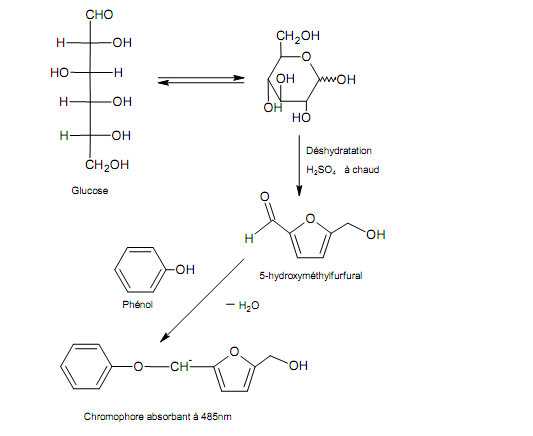 CHO
H OH
HO H
H OH
H OH
CH₂OH
Glucose
CH₂OH
O
OH OH
OH
HO
Déshydratation
H₂SO₄ à chaud
O
H O OH
5-hydroxyméthylfurfural
OH
Phénol
– H₂O
O CH⁻ O OH
Chromophore absorbant à 485nm